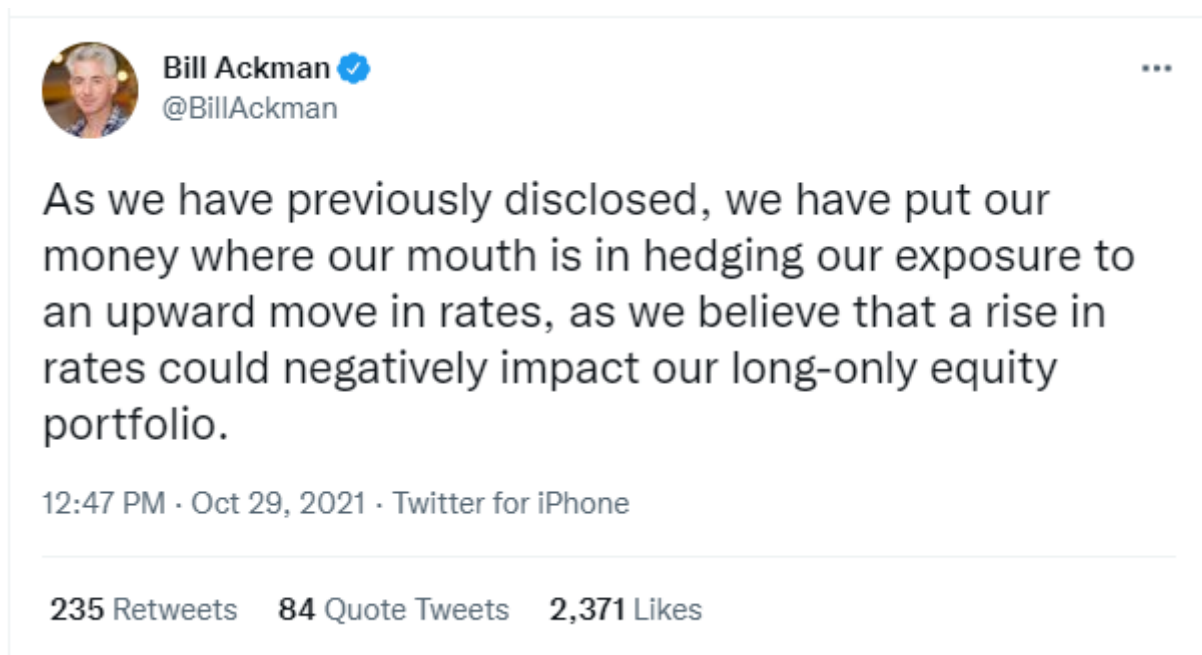 Bill Ackman
@BillAckman
As we have previously disclosed, we have put our
money where our mouth is in hedging our exposure to
an upward move in rates, as we believe that a rise in
rates could negatively impact our long-only equity
portfolio.
12:47 PM · Oct 29, 2021 · Twitter for iPhone
235 Retweets 84 Quote Tweets 2,371 Likes